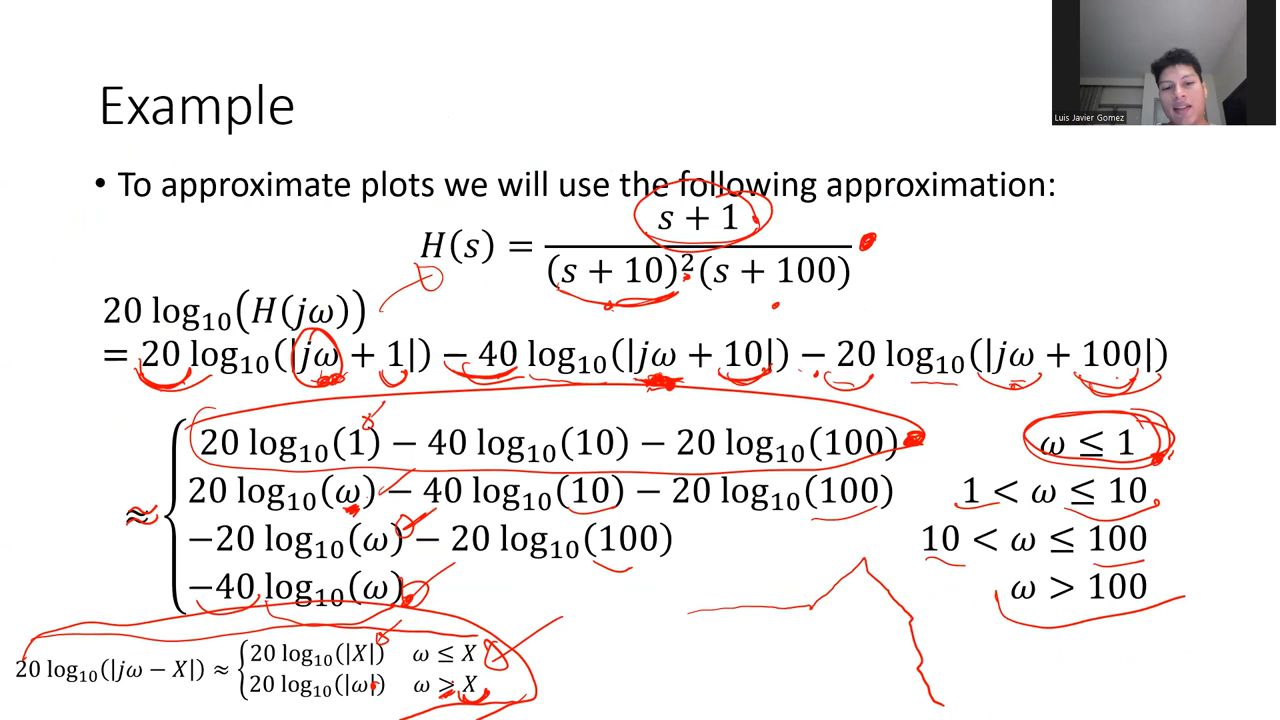 Luis Javier Gomez
Example
• To approximate plots we will use the following approximation:
H(s) = (s + 1) / ((s + 10)²(s + 100))
20 log₁₀(H(jω))
= 20 log₁₀(|jω + 1|) − 40 log₁₀(|jω + 10|) − 20 log₁₀(|jω + 100|)
≈ { 20 log₁₀(1) − 40 log₁₀(10) − 20 log₁₀(100) ω ≤ 1
20 log₁₀(ω) − 40 log₁₀(10) − 20 log₁₀(100) 1 < ω ≤ 10
−20 log₁₀(ω) − 20 log₁₀(100) 10 < ω ≤ 100
−40 log₁₀(ω) ω > 100
20 log₁₀(|jω − X|) ≈ { 20 log₁₀(|X|) ω ≤ X
20 log₁₀(|ω|) ω > X